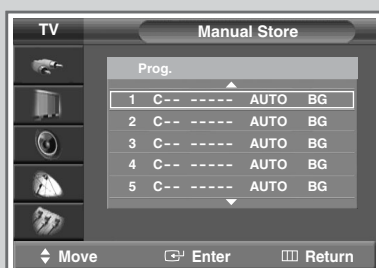 TV Manual Store
Prog.
1 C-- ----- AUTO BG
2 C-- ----- AUTO BG
3 C-- ----- AUTO BG
4 C-- ----- AUTO BG
5 C-- ----- AUTO BG
Move Enter Return